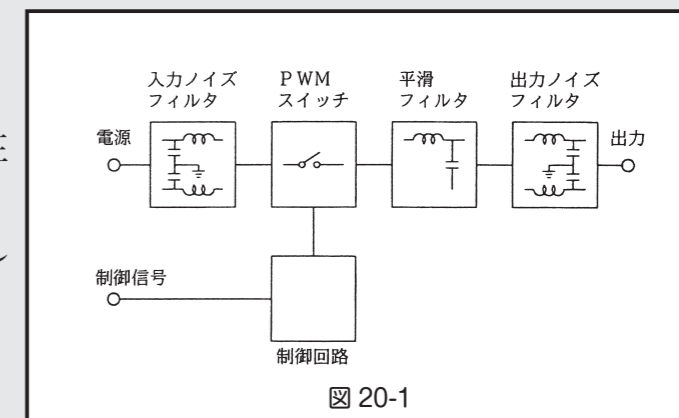 入力ノイズ
フィルタ
PWM
スイッチ
平滑
フィルタ
出力ノイズ
フィルタ
電源
出力
制御信号
制御回路
図 20-1